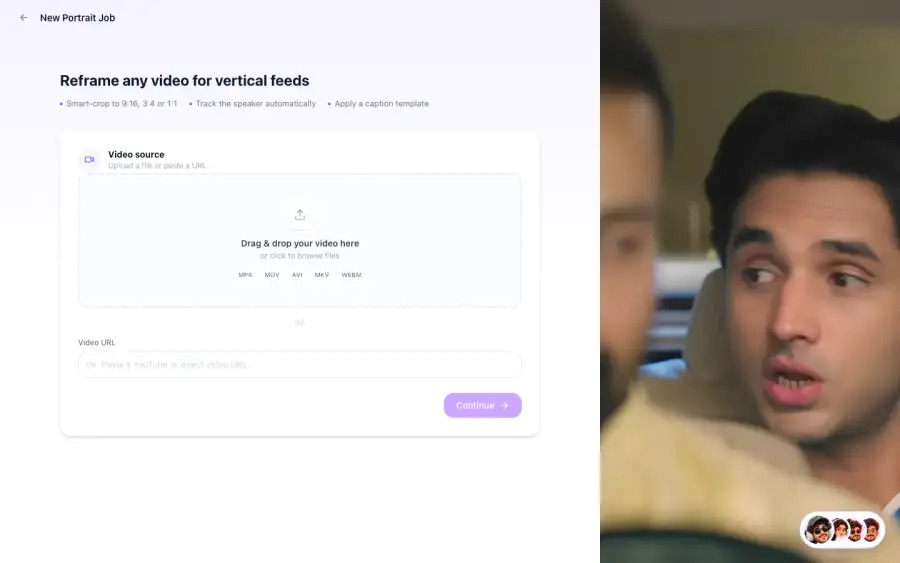 New Portrait Job
Reframe any video for vertical feeds
• Smart-crop to 9:16, 3:4 or 1:1 • Track the speaker automatically • Apply a caption template
Video source
Upload a file or paste a URL
Drag & drop your video here
or click to browse files
MP4 MOV AVI MKV WEBM
Video URL
Paste a YouTube or direct video URL...
Continue →